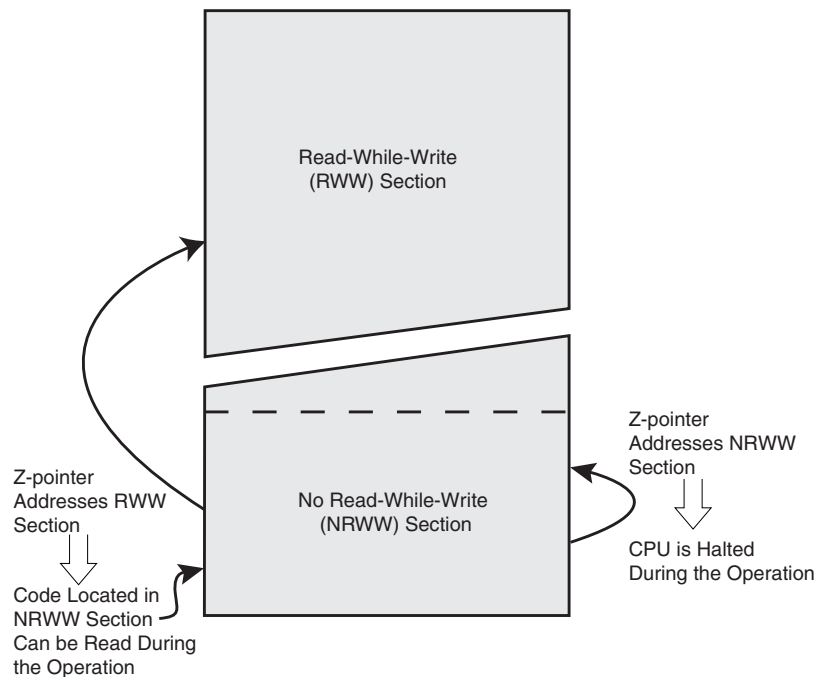 Read-While-Write
(RWW) Section
Z-pointer
Addresses NRWW
Section
Z-pointer
Addresses RWW
Section
No Read-While-Write
(NRWW) Section
CPU is Halted
During the Operation
Code Located in
NRWW Section
Can be Read During
the Operation